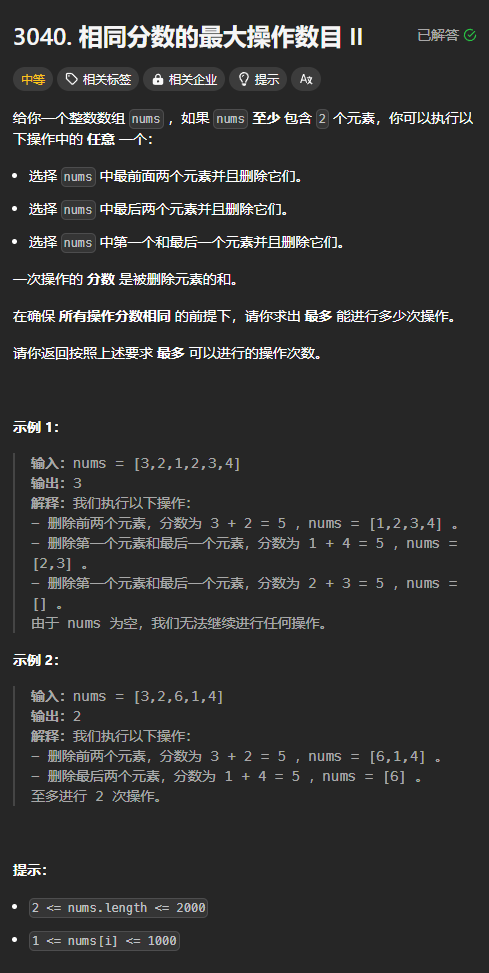 3040. 相同分数的最大操作数目 II
已解答
中等 相关标签 相关企业 提示
给你一个整数数组 nums ，如果 nums 至少 包含 2 个元素，你可以执行以
下操作中的 任意 一个：
• 选择 nums 中最前面两个元素并且删除它们。
• 选择 nums 中最后两个元素并且删除它们。
• 选择 nums 中第一个和最后一个元素并且删除它们。
一次操作的 分数 是被删除元素的和。
在确保 所有操作分数相同 的前提下，请你求出 最多 能进行多少次操作。
请你返回按照上述要求 最多 可以进行的操作次数。
示例 1：
输入：nums = [3,2,1,2,3,4]
输出：3
解释：我们执行以下操作：
- 删除前两个元素，分数为 3 + 2 = 5 ，nums = [1,2,3,4] 。
- 删除第一个元素和最后一个元素，分数为 1 + 4 = 5 ，nums =
[2,3] 。
- 删除第一个元素和最后一个元素，分数为 2 + 3 = 5 ，nums =
[] 。
由于 nums 为空，我们无法继续进行任何操作。
示例 2：
输入：nums = [3,2,6,1,4]
输出：2
解释：我们执行以下操作：
- 删除前两个元素，分数为 3 + 2 = 5 ，nums = [6,1,4] 。
- 删除最后两个元素，分数为 1 + 4 = 5 ，nums = [6] 。
至多进行 2 次操作。
提示：
• 2 <= nums.length <= 2000
• 1 <= nums[i] <= 1000